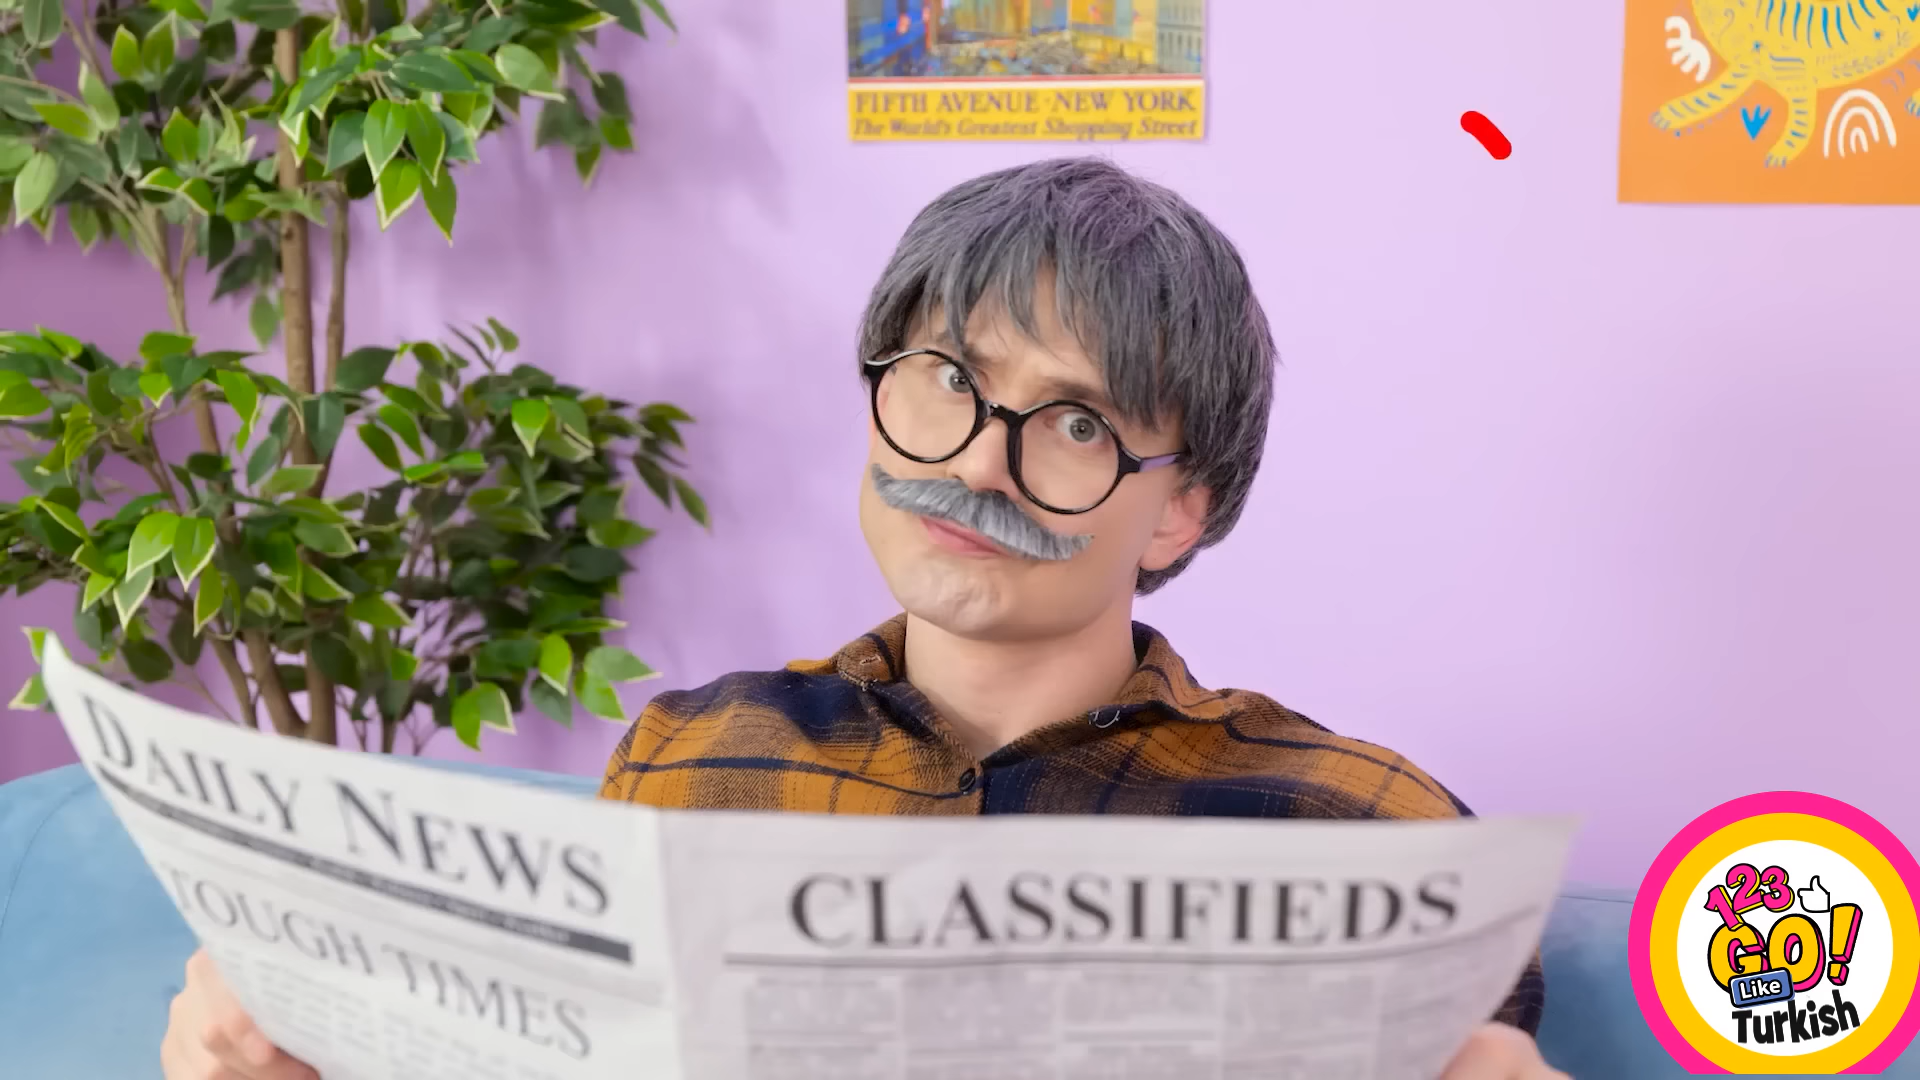 FIFTH AVENUE · NEW YORK
The World's Greatest Shopping Street
DAILY NEWS
TOUGH TIMES
CLASSIFIEDS
123
GO!
Like
Turkish